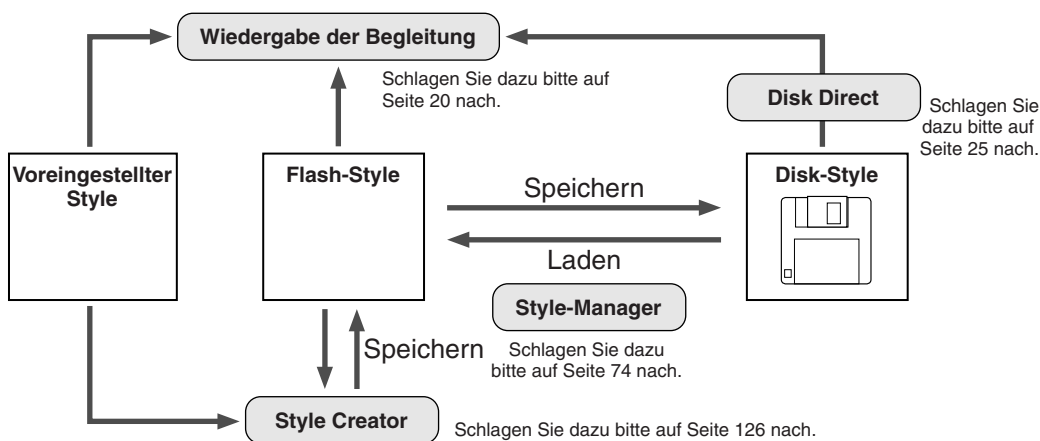 Wiedergabe der Begleitung
Schlagen Sie dazu bitte auf
Seite 20 nach.
Disk Direct
Schlagen Sie
dazu bitte auf
Seite 25 nach.
Voreingestellter
Style
Flash-Style
Disk-Style
Speichern
Laden
Style-Manager
Schlagen Sie dazu
bitte auf Seite 74 nach.
Speichern
Style Creator
Schlagen Sie dazu bitte auf Seite 126 nach.